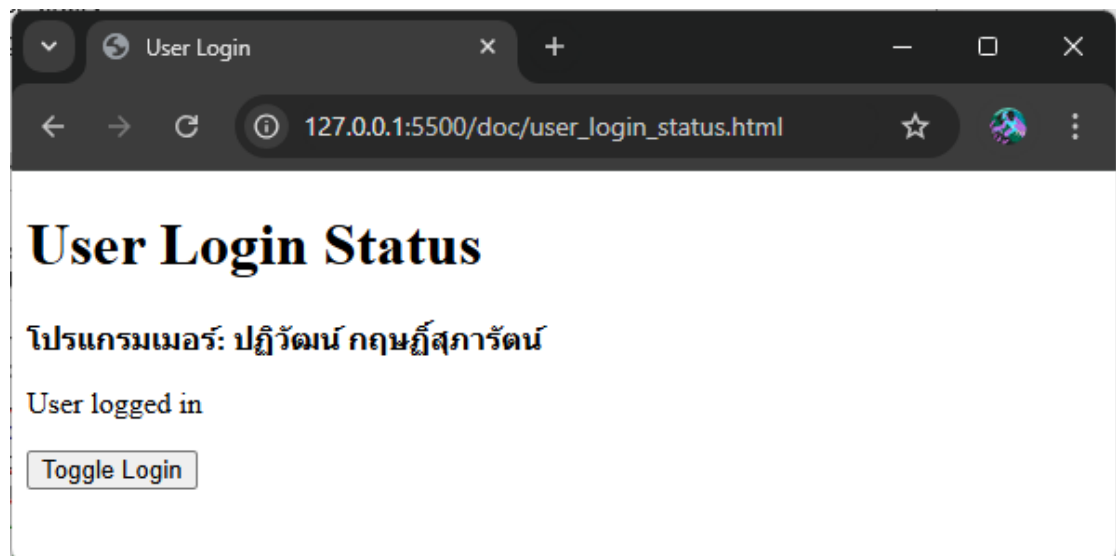 User Login
127.0.0.1:5500/doc/user_login_status.html
User Login Status
โปรแกรมเมอร์: ปฏิวัฒน์ กฤษฏิ์สุภารัตน์
User logged in
Toggle Login